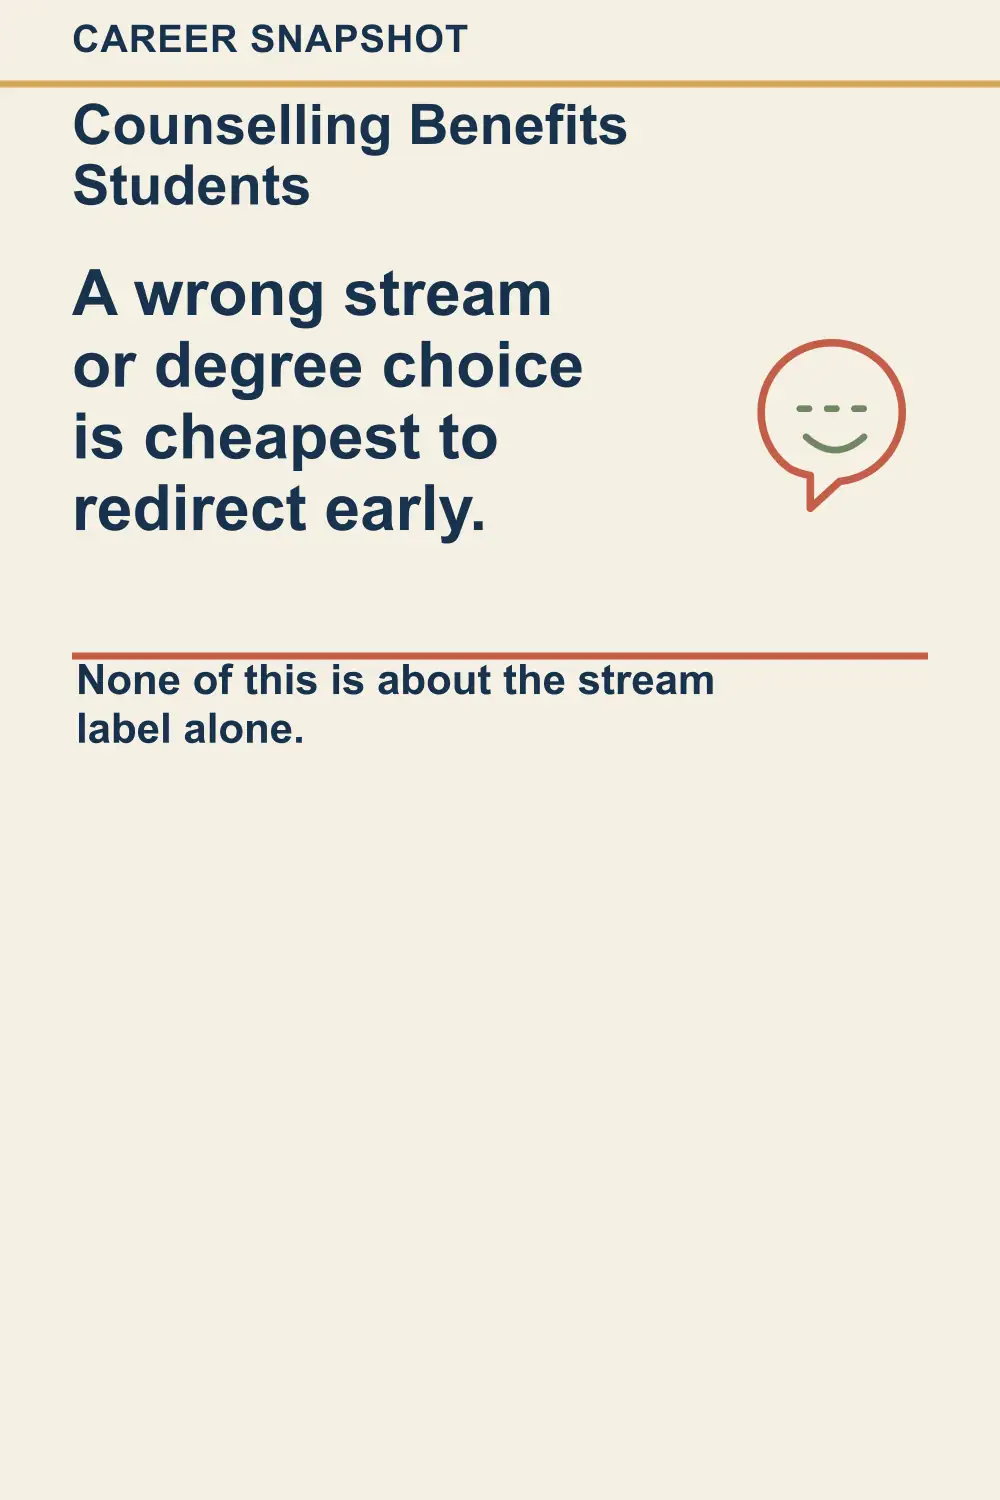 CAREER SNAPSHOT
Counselling Benefits
Students
A wrong stream
or degree choice
is cheapest to
redirect early.
None of this is about the stream
label alone.